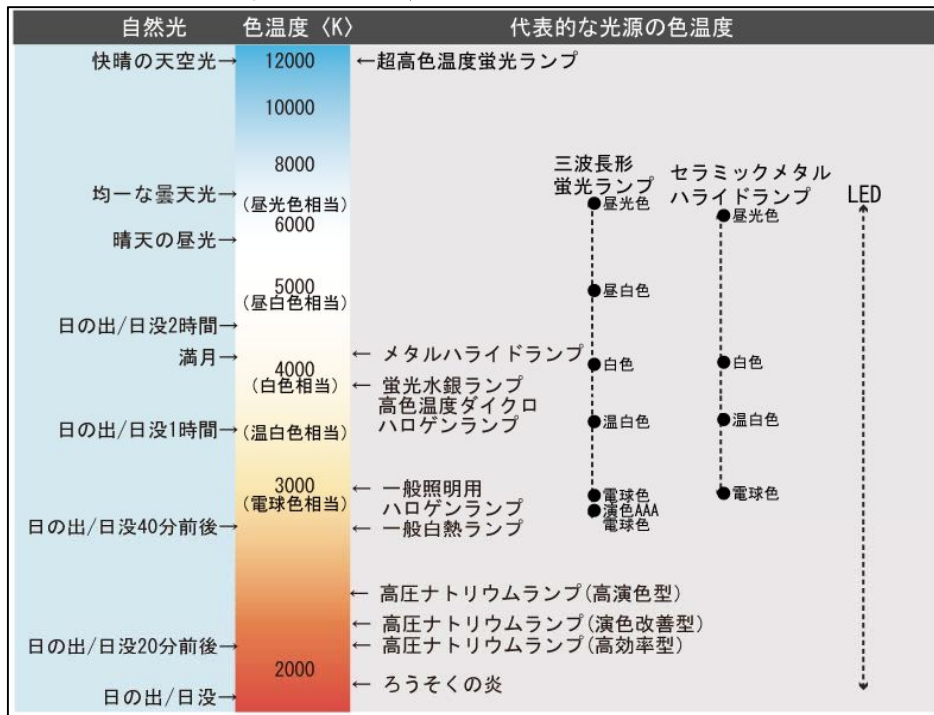 自然光 色温度〈K〉 代表的な光源の色温度
快晴の天空光→ 12000 ←超高色温度蛍光ランプ
10000
8000
三波長形
蛍光ランプ
セラミックメタル
ハライドランプ
LED
均一な曇天光→
(昼光色相当)
●昼光色
●昼光色
6000
晴天の昼光→
5000
(昼白色相当)
●昼白色
日の出/日没2時間→
満月→
← メタルハライドランプ
4000
(白色相当)
●白色
●白色
← 蛍光水銀ランプ
高色温度ダイクロ
ハロゲンランプ
日の出/日没1時間→
(温白色相当)
●温白色
●温白色
3000
(電球色相当)
← 一般照明用
ハロゲンランプ
●電球色
●演色AAA
電球色
●電球色
日の出/日没40分前後→
← 一般白熱ランプ
← 高圧ナトリウムランプ(高演色型)
← 高圧ナトリウムランプ(演色改善型)
日の出/日没20分前後→
← 高圧ナトリウムランプ(高効率型)
2000
← ろうそくの炎
日の出/日没→